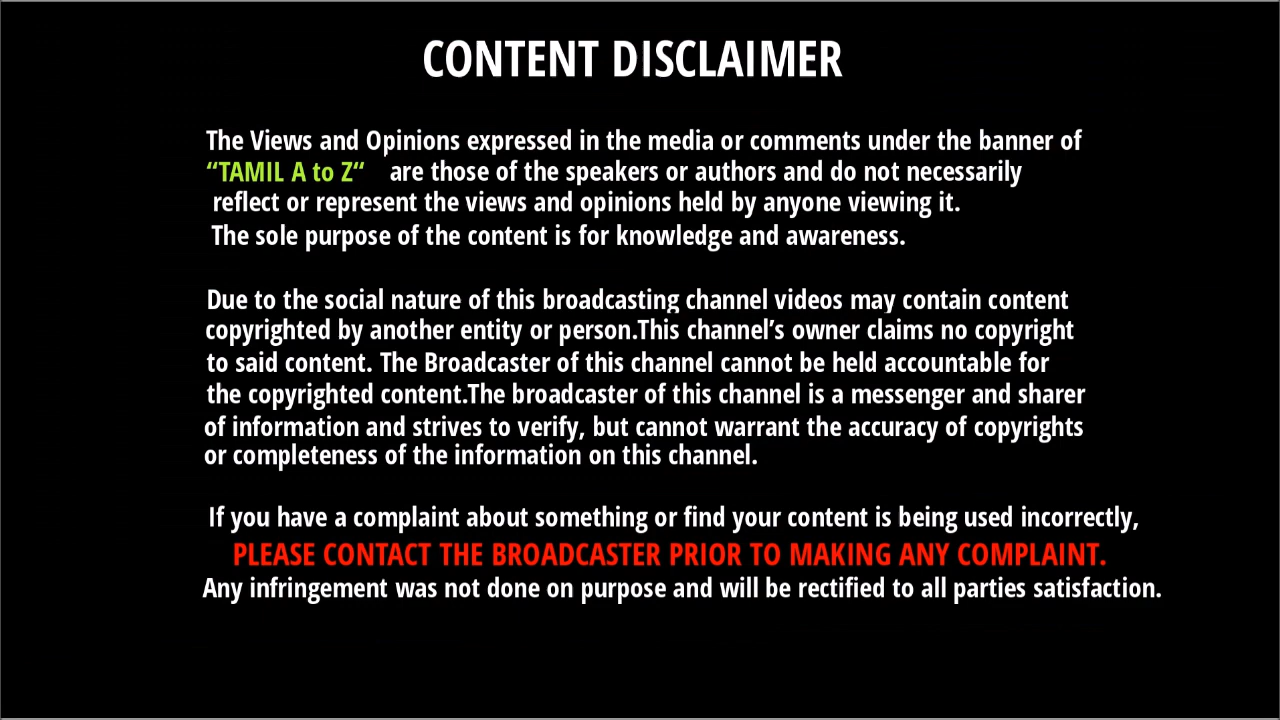 CONTENT DISCLAIMER
The Views and Opinions expressed in the media or comments under the banner of
“TAMIL A to Z“ are those of the speakers or authors and do not necessarily
reflect or represent the views and opinions held by anyone viewing it.
The sole purpose of the content is for knowledge and awareness.
Due to the social nature of this broadcasting channel videos may contain content
copyrighted by another entity or person.This channel’s owner claims no copyright
to said content. The Broadcaster of this channel cannot be held accountable for
the copyrighted content.The broadcaster of this channel is a messenger and sharer
of information and strives to verify, but cannot warrant the accuracy of copyrights
or completeness of the information on this channel.
If you have a complaint about something or find your content is being used incorrectly,
PLEASE CONTACT THE BROADCASTER PRIOR TO MAKING ANY COMPLAINT.
Any infringement was not done on purpose and will be rectified to all parties satisfaction.